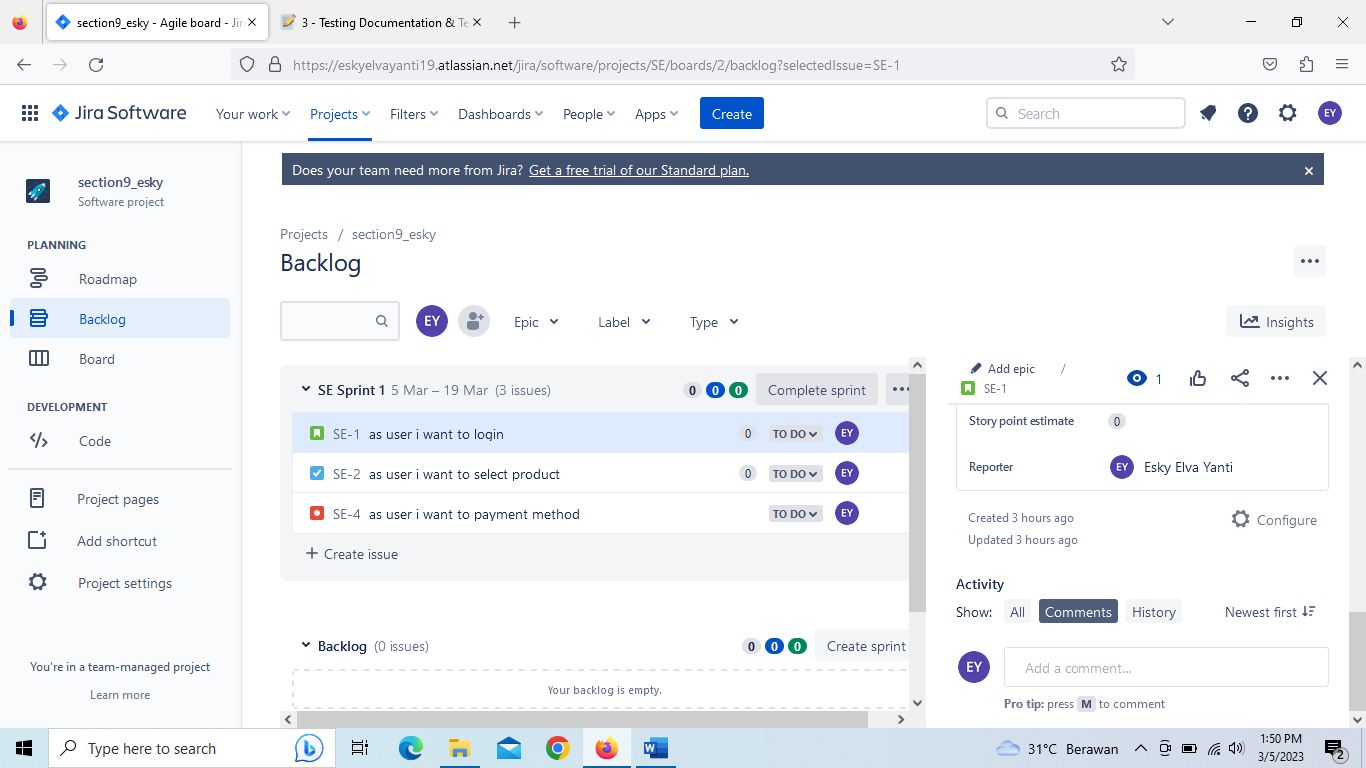 section9_esky - Agile board - Jir
3 - Testing Documentation & Te
https://eskyelvayanti19.atlassian.net/jira/software/projects/SE/boards/2/backlog?selectedIssue=SE-1
Jira Software
Your work
Projects
Filters
Dashboards
People
Apps
Create
Search
EY
section9_esky
Software project
PLANNING
Roadmap
Backlog
Board
DEVELOPMENT
Code
Project pages
Add shortcut
Project settings
You're in a team-managed project
Learn more
Does your team need more from Jira? Get a free trial of our Standard plan.
Projects / section9_esky
Backlog
EY
Epic
Label
Type
Insights
SE Sprint 1 5 Mar – 19 Mar (3 issues)
0 0 0
Complete sprint
SE-1 as user i want to login 0 TO DO EY
SE-2 as user i want to select product 0 TO DO EY
SE-4 as user i want to payment method TO DO EY
+ Create issue
Backlog (0 issues)
0 0 0
Create sprint
Your backlog is empty.
Add epic /
SE-1
1
Story point estimate 0
Reporter EY Esky Elva Yanti
Created 3 hours ago
Updated 3 hours ago
Configure
Activity
Show: All Comments History Newest first
EY Add a comment...
Pro tip: press M to comment
Type here to search
31°C Berawan
1:50 PM
3/5/2023
2